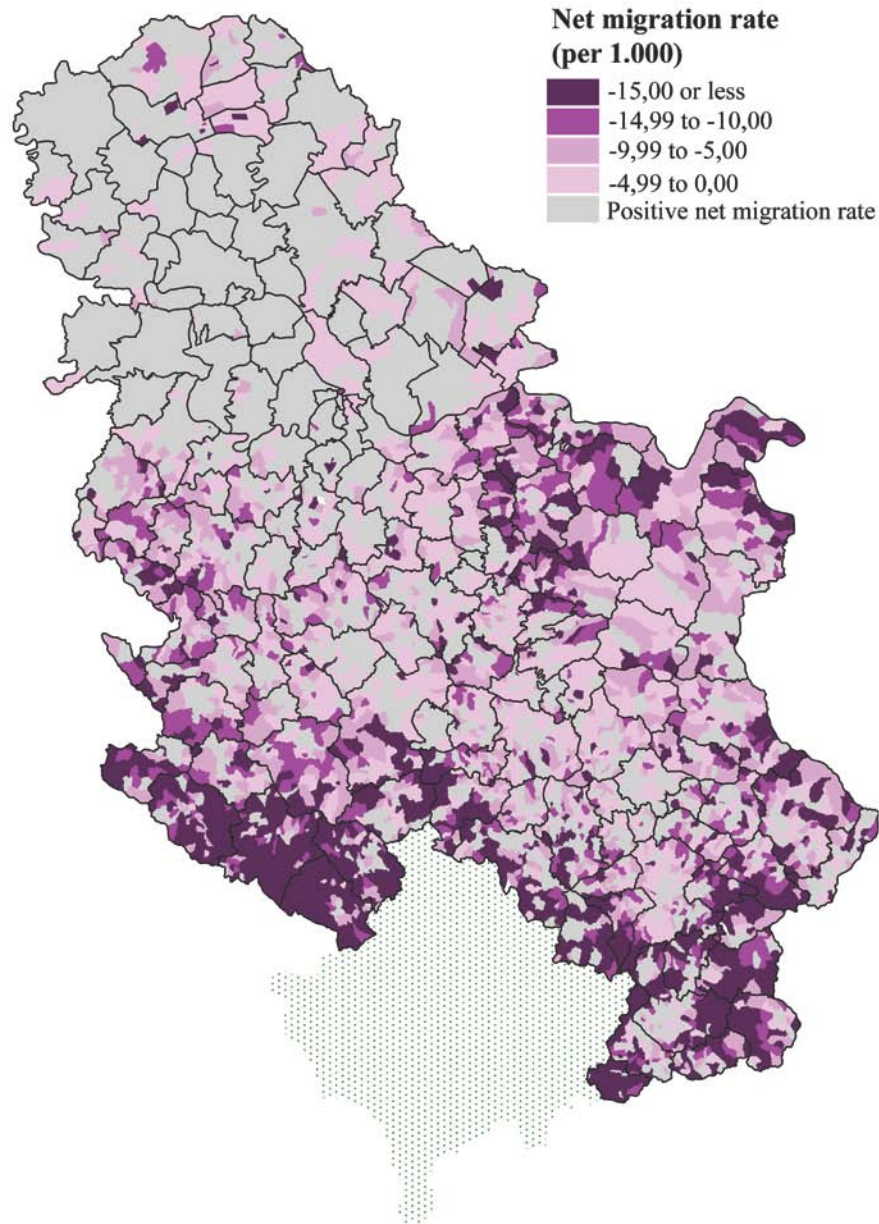 Net migration rate
(per 1.000)
-15,00 or less
-14,99 to -10,00
-9,99 to -5,00
-4,99 to 0,00
Positive net migration rate